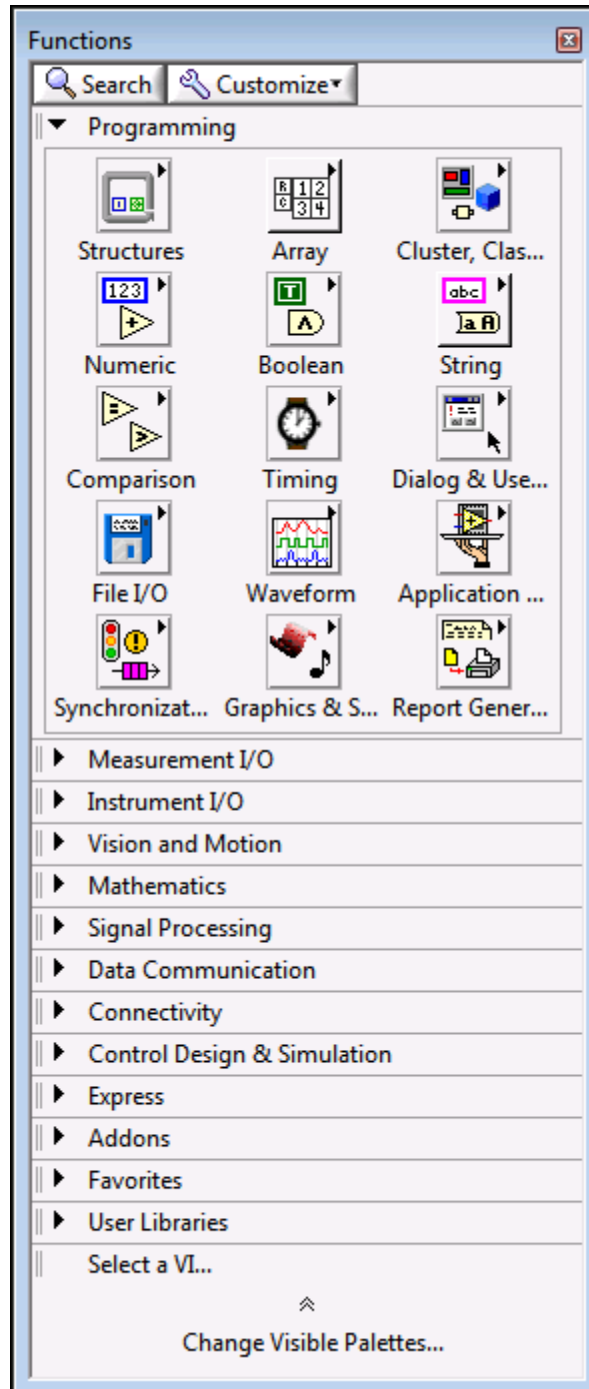 Functions
Search Customize
Programming
Structures Array Cluster, Clas...
Numeric Boolean String
Comparison Timing Dialog & Use...
File I/O Waveform Application ...
Synchronizat... Graphics & S... Report Gener...
Measurement I/O
Instrument I/O
Vision and Motion
Mathematics
Signal Processing
Data Communication
Connectivity
Control Design & Simulation
Express
Addons
Favorites
User Libraries
Select a VI...
Change Visible Palettes...